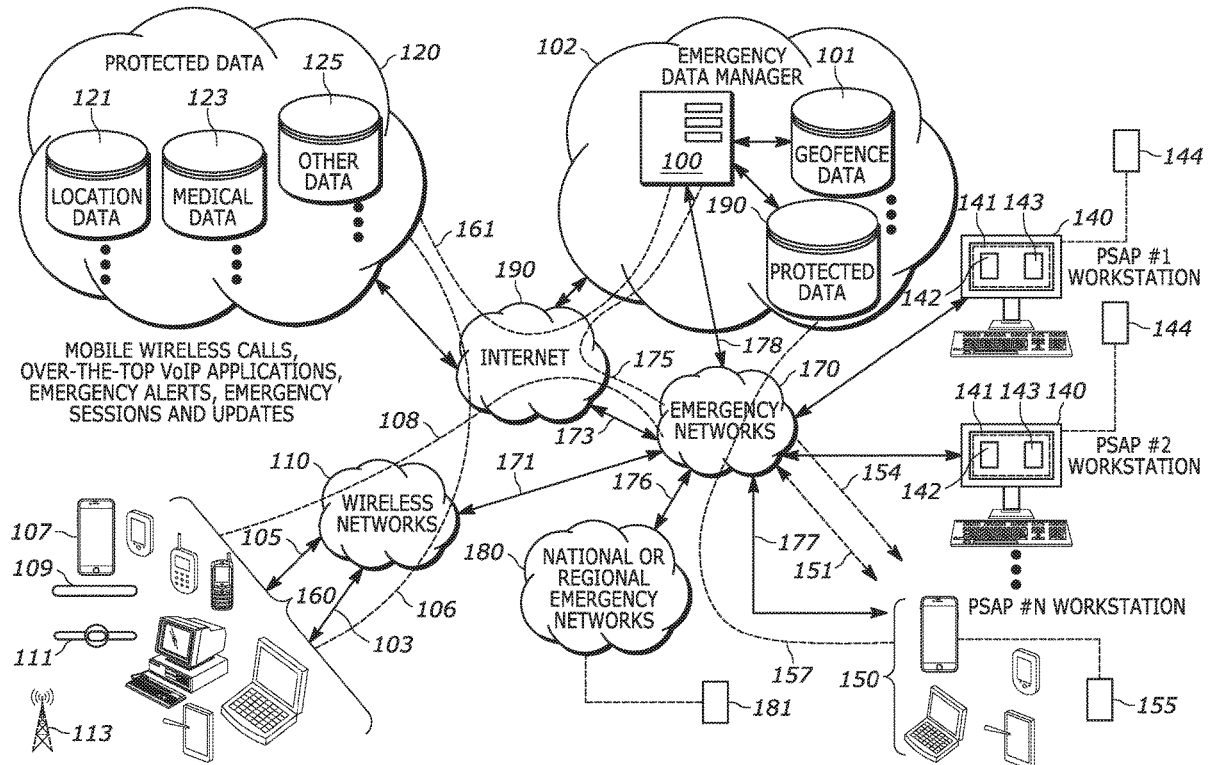 PROTECTED DATA
120
125
121
123
LOCATION
DATA
MEDICAL
DATA
OTHER
DATA
102
EMERGENCY
DATA MANAGER
101
100
GEOFENCE
DATA
190
PROTECTED
DATA
144
141
143
140
PSAP #1
WORKSTATION
142
144
161
190
INTERNET
175
178
170
MOBILE WIRELESS CALLS,
OVER-THE-TOP VoIP APPLICATIONS,
EMERGENCY ALERTS, EMERGENCY
SESSIONS AND UPDATES
108
173
EMERGENCY
NETWORKS
141
143
140
PSAP #2
WORKSTATION
142
110
WIRELESS
NETWORKS
171
176
154
107
105
109
160
106
103
111
113
180
NATIONAL OR
REGIONAL
EMERGENCY
NETWORKS
177
151
PSAP #N WORKSTATION
157
150
181
155